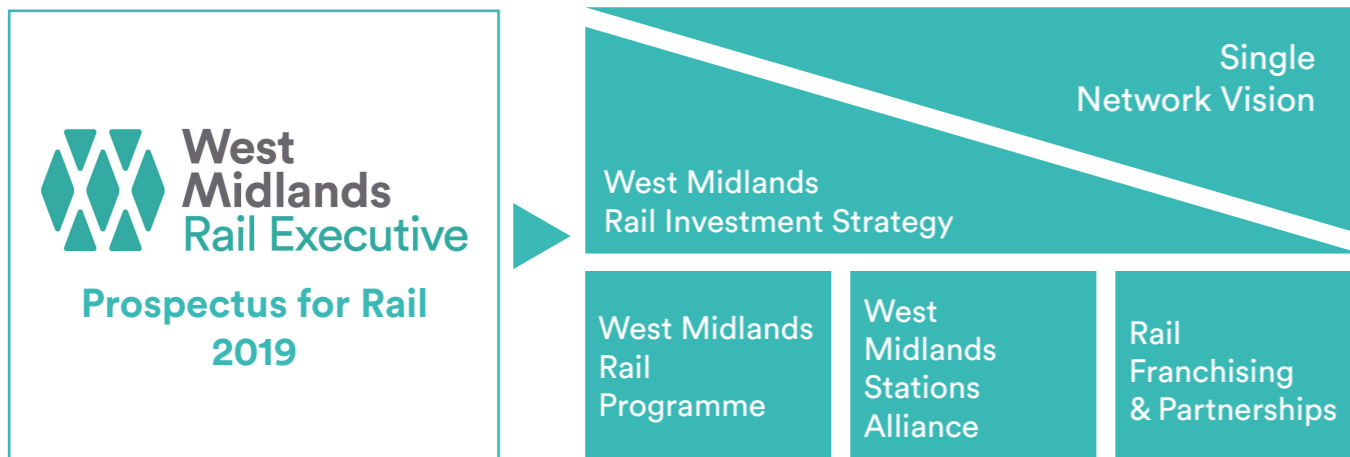 West
Midlands
Rail Executive
Prospectus for Rail
2019
Single
Network Vision
West Midlands
Rail Investment Strategy
West Midlands
Rail
Programme
West
Midlands
Stations
Alliance
Rail
Franchising
& Partnerships